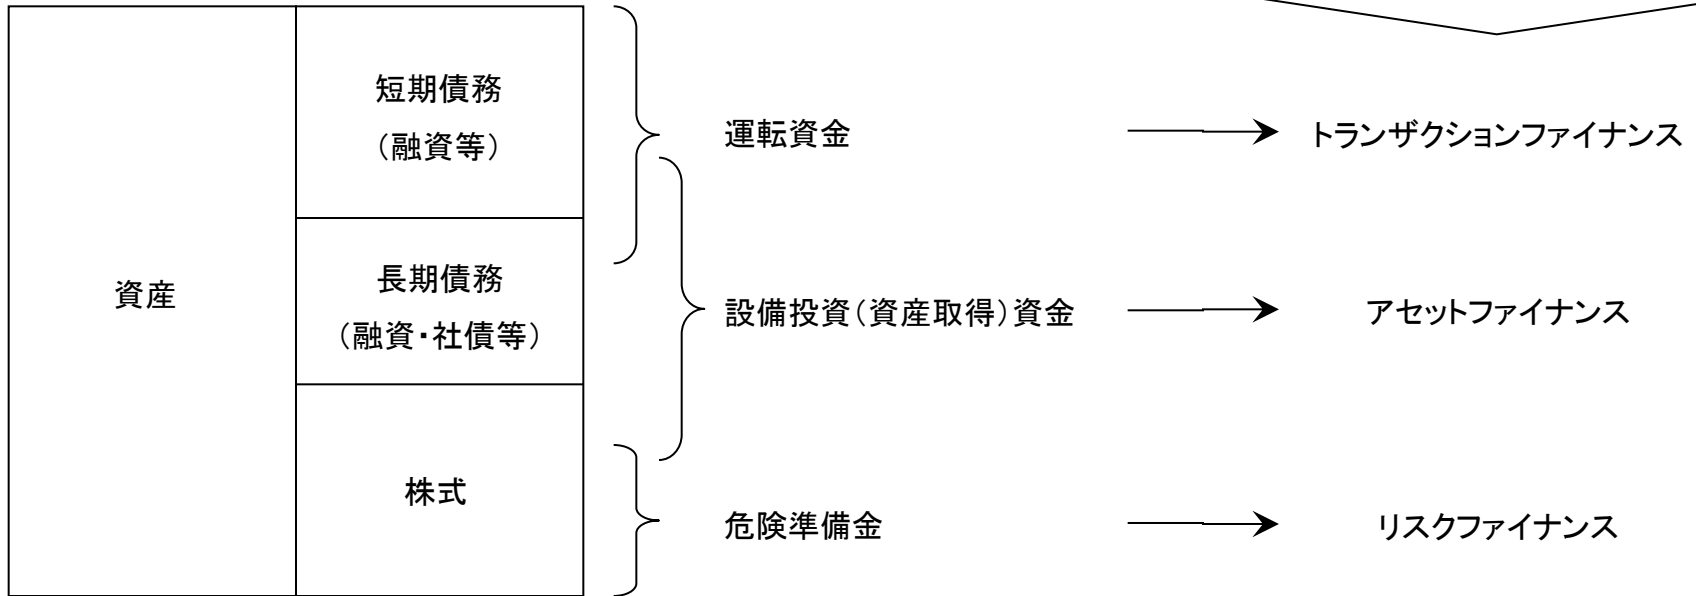 短期債務
（融資等）
運転資金
トランザクションファイナンス
資産
長期債務
（融資・社債等）
設備投資（資産取得）資金
アセットファイナンス
株式
危険準備金
リスクファイナンス